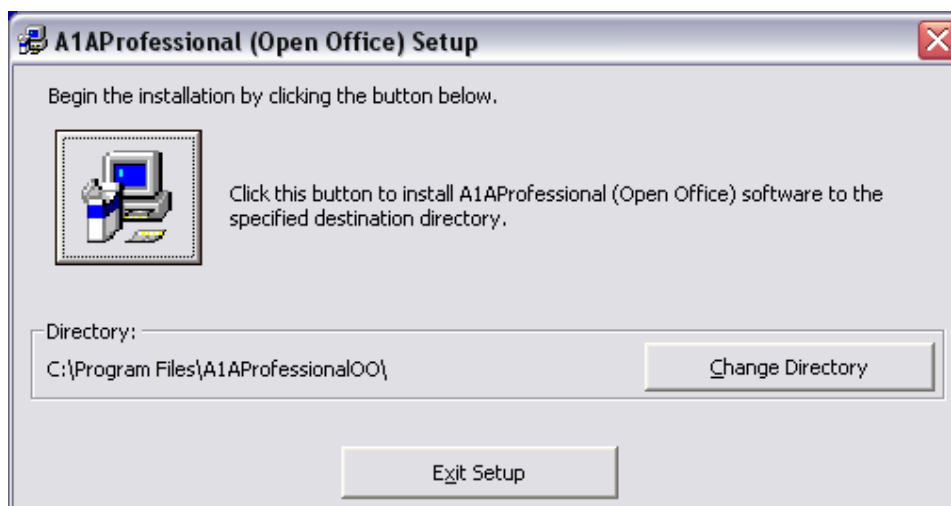 A1AProfessional (Open Office) Setup
Begin the installation by clicking the button below.
Click this button to install A1AProfessional (Open Office) software to the
specified destination directory.
Directory:
C:\Program Files\A1AProfessionalOO\
Change Directory
Exit Setup